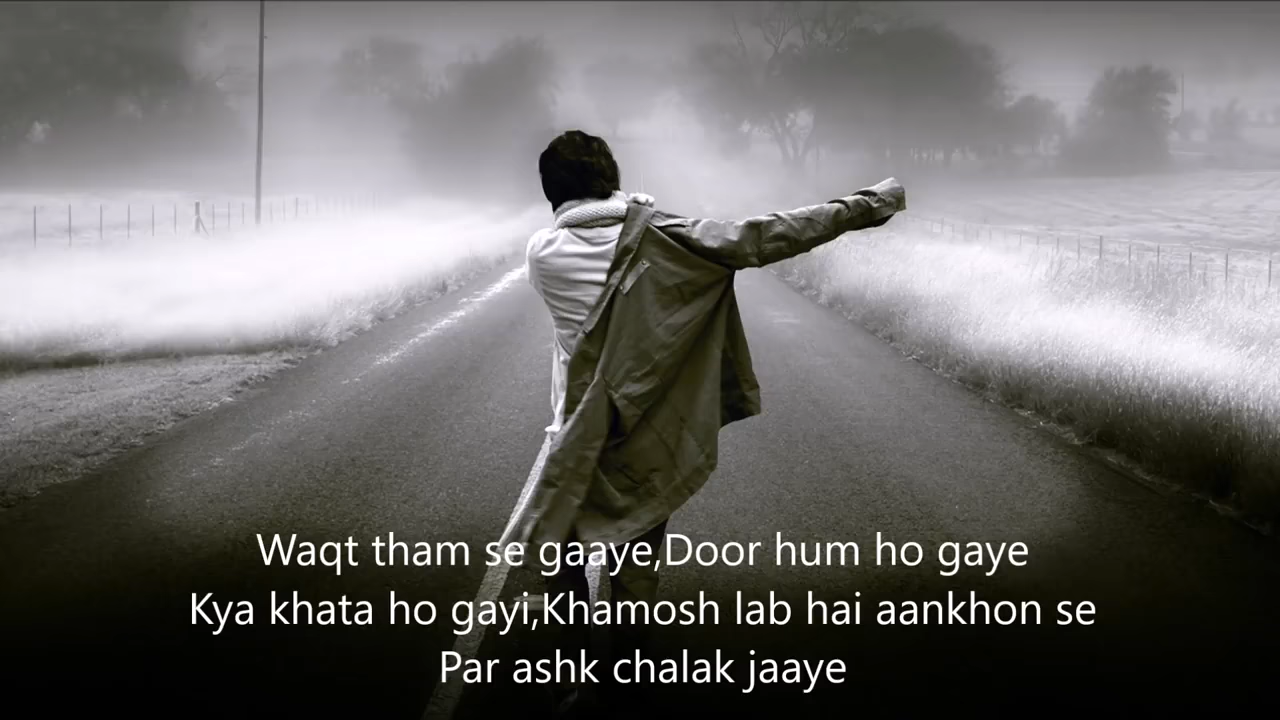 Waqt tham se gaaye,Door hum ho gaye
Kya khata ho gayi,Khamosh lab hai aankhon se
Par ashk chalak jaaye